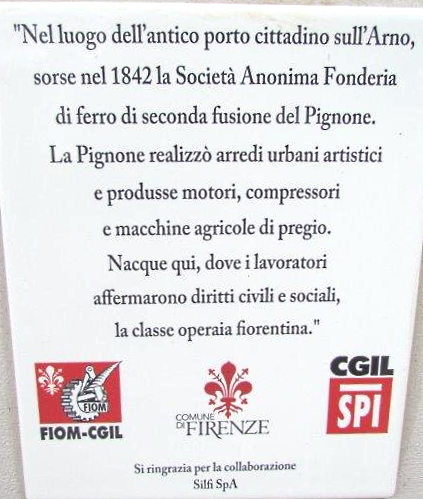 "Nel luogo dell'antico porto cittadino sull'Arno,
sorse nel 1842 la Società Anonima Fonderia
di ferro di seconda fusione del Pignone.
La Pignone realizzò arredi urbani artistici
e produsse motori, compressori
e macchine agricole di pregio.
Nacque qui, dove i lavoratori
affermarono diritti civili e sociali,
la classe operaia fiorentina."
FIOM
FIOM-CGIL
COMUNE
DI FIRENZE
CGIL
SPI
Si ringrazia per la collaborazione
Silfi SpA